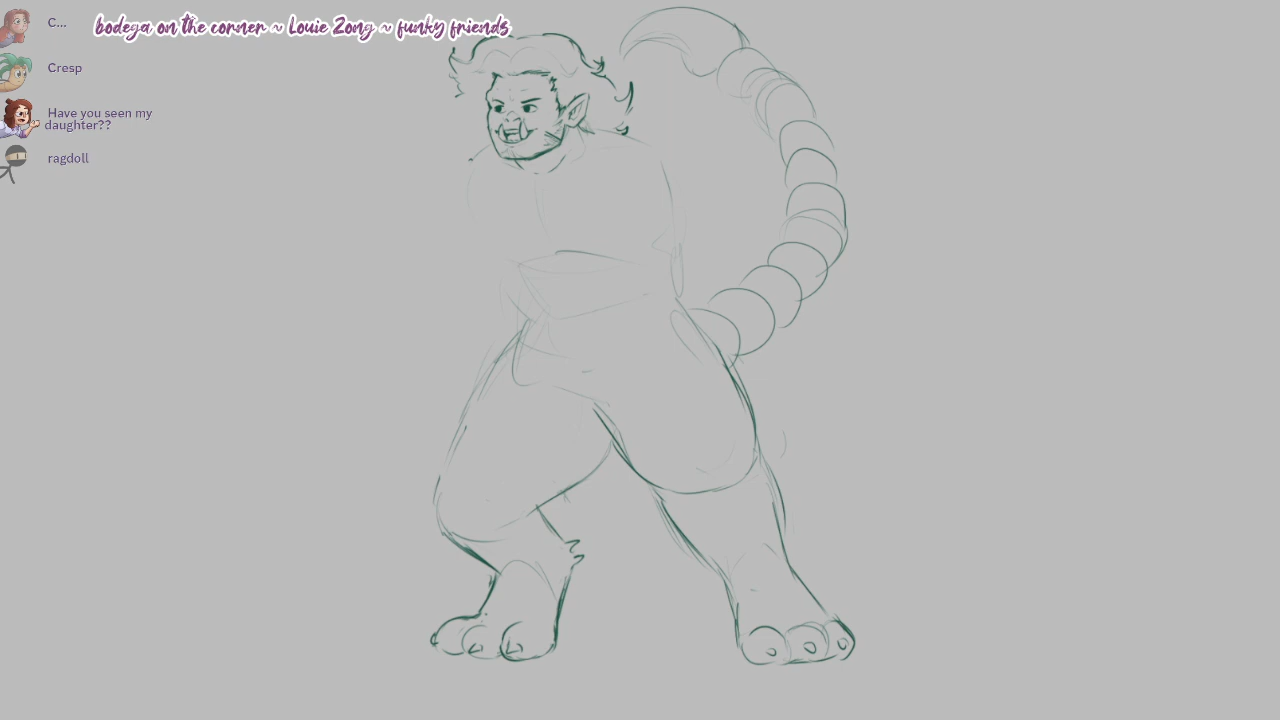 bodega on the corner ~ Louie Zong ~ funky friends
C...
Cresp
Have you seen my
daughter??
ragdoll